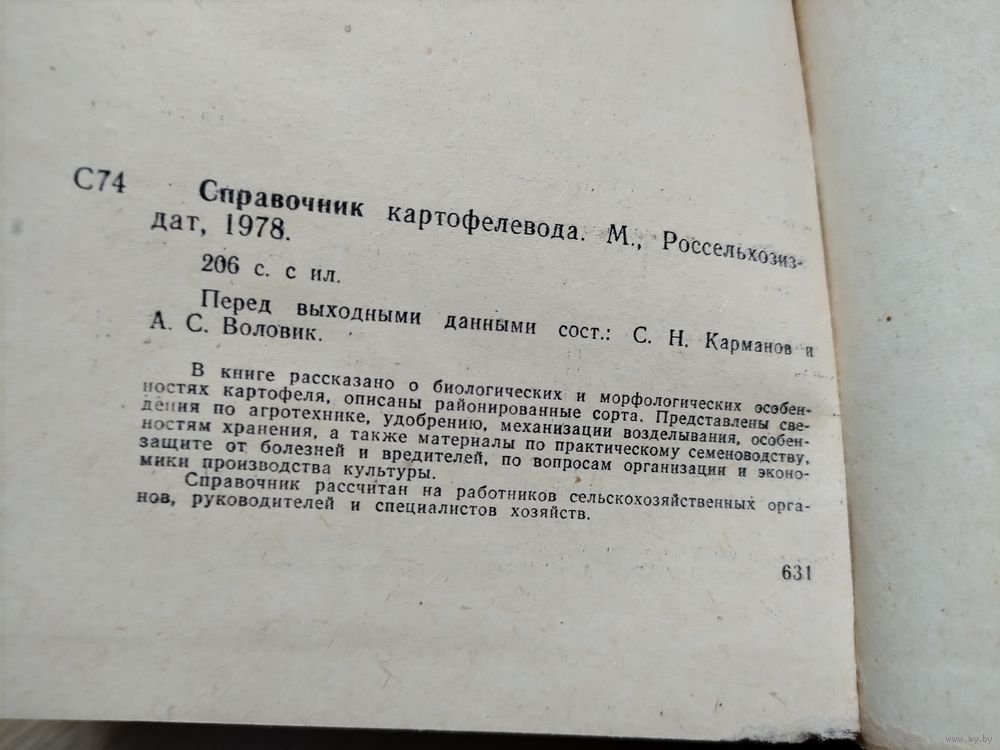 С74 Справочник картофелевода. М., Россельхозиз-
дат, 1978.
206 с. с ил.
Перед выходными данными сост.: С. Н. Карманов и
А. С. Воловик.
В книге рассказано о биологических и морфологических особен-
ностях картофеля, описаны районированные сорта. Представлены све-
дения по агротехнике, удобрению, механизации возделывания, особен-
ностям хранения, а также материалы по практическому семеноводству,
защите от болезней и вредителей, по вопросам организации и эконо-
мики производства культуры.
Справочник рассчитан на работников сельскохозяйственных орга-
нов, руководителей и специалистов хозяйств.
631
www.ay.by